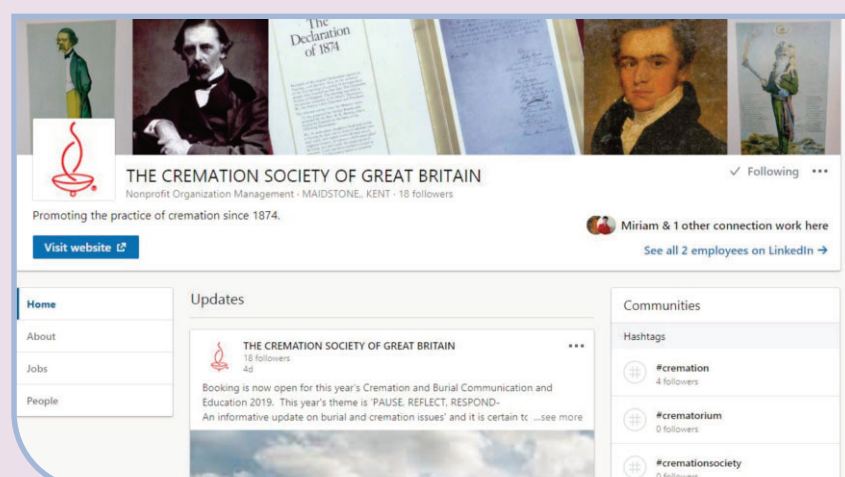 The
Declaration
of 1874
THE CREMATION SOCIETY OF GREAT BRITAIN
Nonprofit Organization Management · MAIDSTONE,, KENT · 18 followers
Following
Promoting the practice of cremation since 1874.
Miriam & 1 other connection work here
Visit website
See all 2 employees on LinkedIn →
Home
About
Jobs
People
Updates
THE CREMATION SOCIETY OF GREAT BRITAIN
18 followers
4d
Booking is now open for this year's Cremation and Burial Communication and
Education 2019. This year's theme is 'PAUSE, REFLECT, RESPOND-
An informative update on burial and cremation issues' and it is certain tc ...see more
Communities
Hashtags
#cremation
4 followers
#crematorium
0 followers
#cremationsociety
0 followers